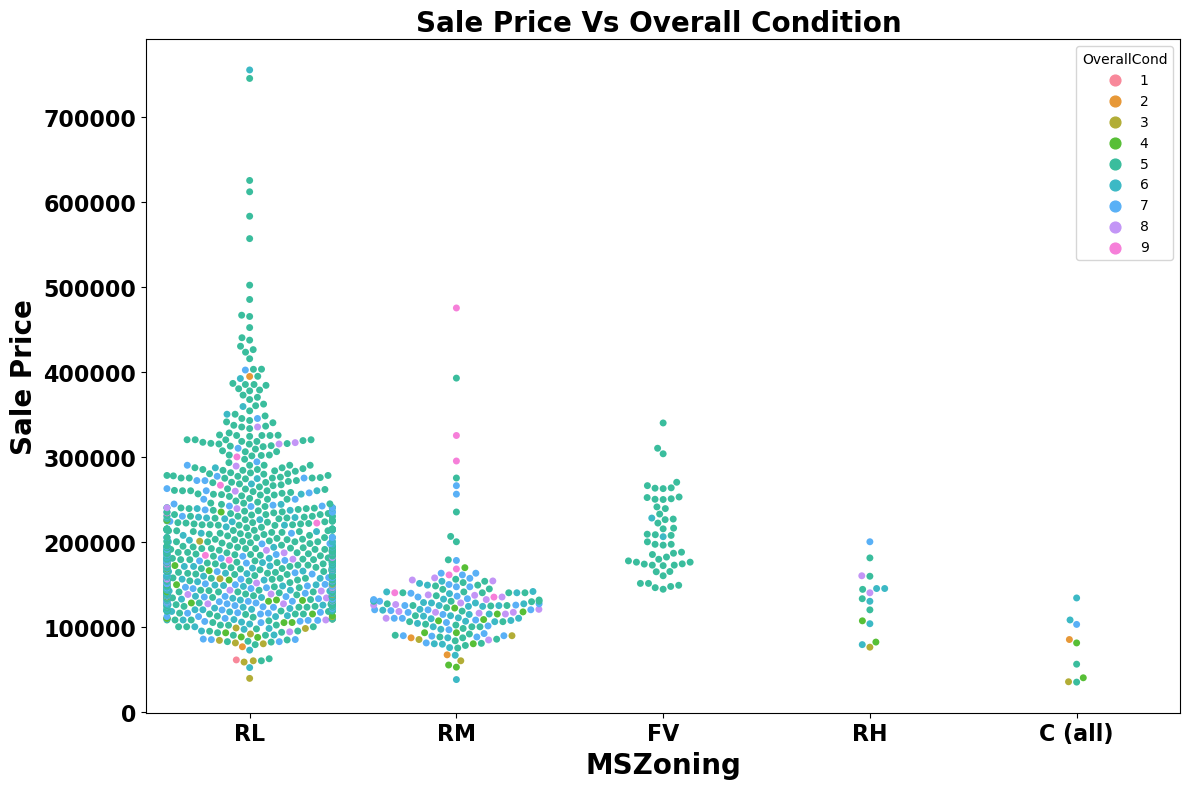 Sale Price Vs Overall Condition
OverallCond
1
2
3
4
5
6
7
8
9
Sale Price
700000
600000
500000
400000
300000
200000
100000
0
RL
RM
FV
RH
C (all)
MSZoning